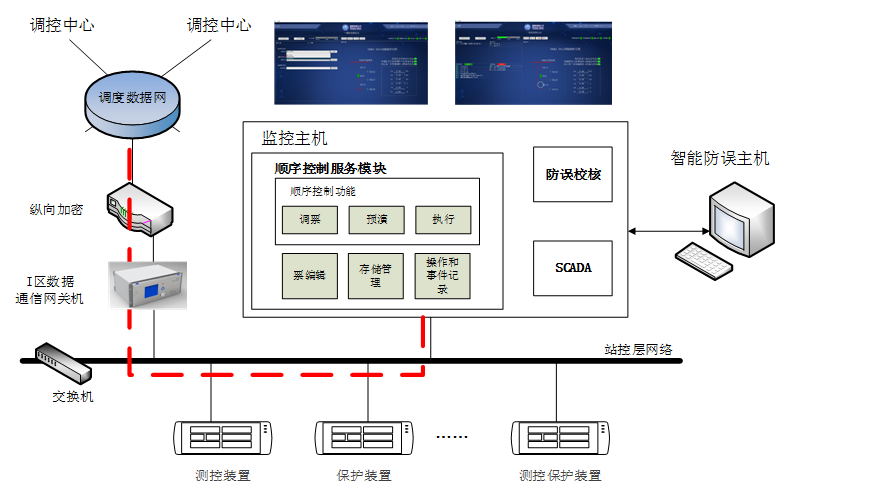 调控中心
调控中心
调度数据网
监控主机
顺序控制服务模块
顺序控制功能
调票
预演
执行
票编辑
存储管
理
操作和
事件记
录
防误校核
SCADA
智能防误主机
纵向加密
I区数据
通信网关机
站控层网络
交换机
……
测控装置
保护装置
测控保护装置